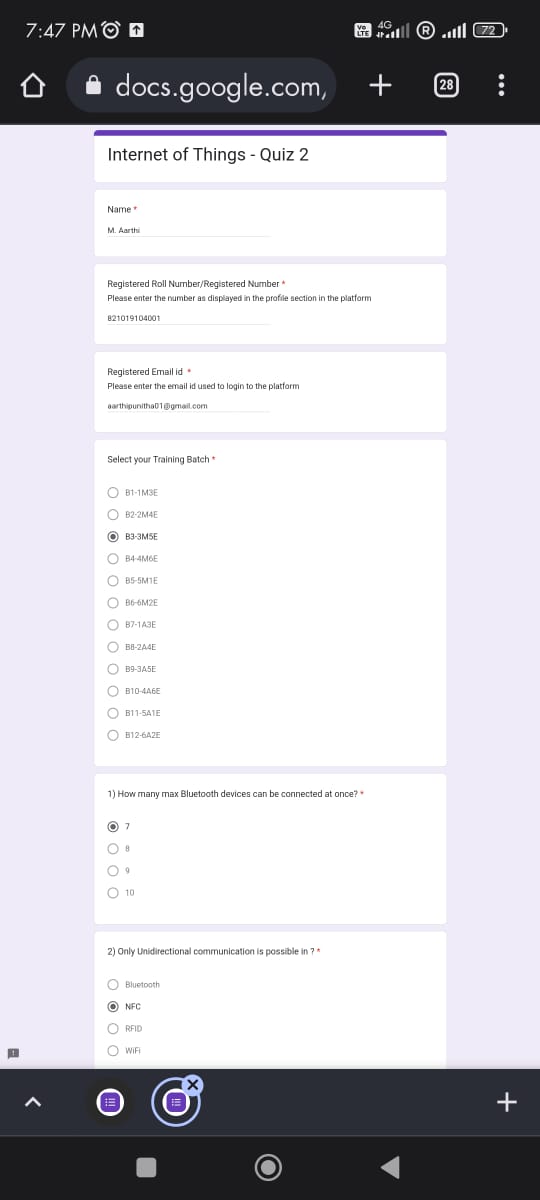 7:47 PM
Vo LTE 4G R 72
docs.google.com,
28
Internet of Things - Quiz 2
Name *
M. Aarthi
Registered Roll Number/Registered Number *
Please enter the number as displayed in the profile section in the platform
821019104001
Registered Email id *
Please enter the email id used to login to the platform
aarthipunitha01@gmail.com
Select your Training Batch *
B1-1M3E
B2-2M4E
B3-3M5E
B4-4M6E
B5-5M1E
B6-6M2E
B7-1A3E
B8-2A4E
B9-3A5E
B10-4A6E
B11-5A1E
B12-6A2E
1) How many max Bluetooth devices can be connected at once? *
7
8
9
10
2) Only Unidirectional communication is possible in ? *
Bluetooth
NFC
RFID
WiFi